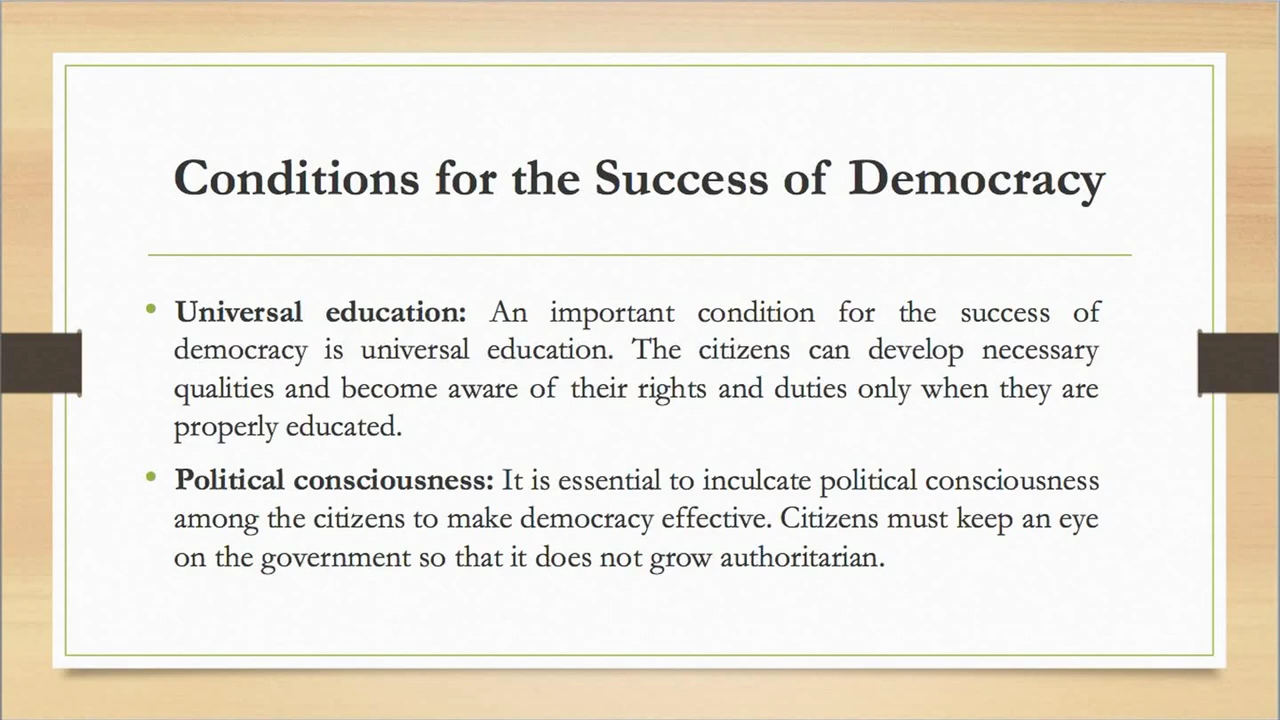 Conditions for the Success of Democracy
• Universal education: An important condition for the success of
democracy is universal education. The citizens can develop necessary
qualities and become aware of their rights and duties only when they are
properly educated.
• Political consciousness: It is essential to inculcate political consciousness
among the citizens to make democracy effective. Citizens must keep an eye
on the government so that it does not grow authoritarian.